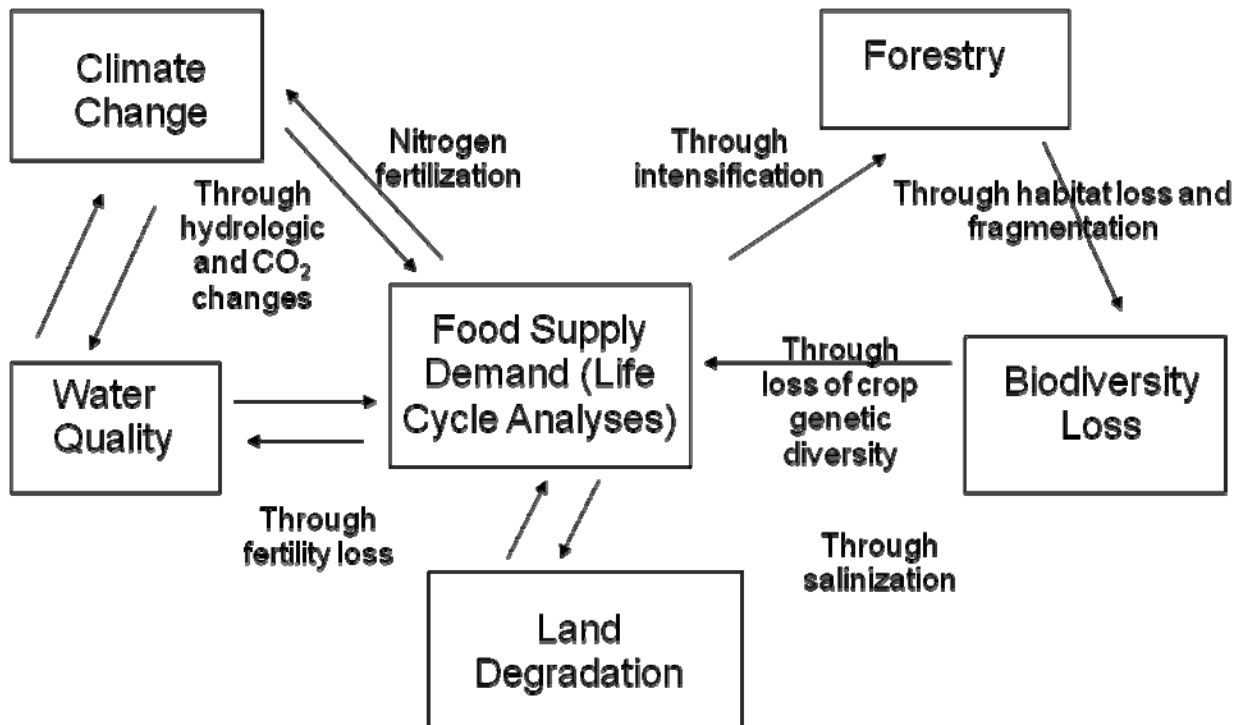 Climate
Change
Forestry
Nitrogen
fertilization
Through
intensification
Through
hydrologic
and CO₂
changes
Through habitat loss and
fragmentation
Food Supply
Demand (Life
Cycle Analyses)
Water
Quality
Through
loss of crop
genetic
diversity
Biodiversity
Loss
Through
fertility loss
Through
salinization
Land
Degradation